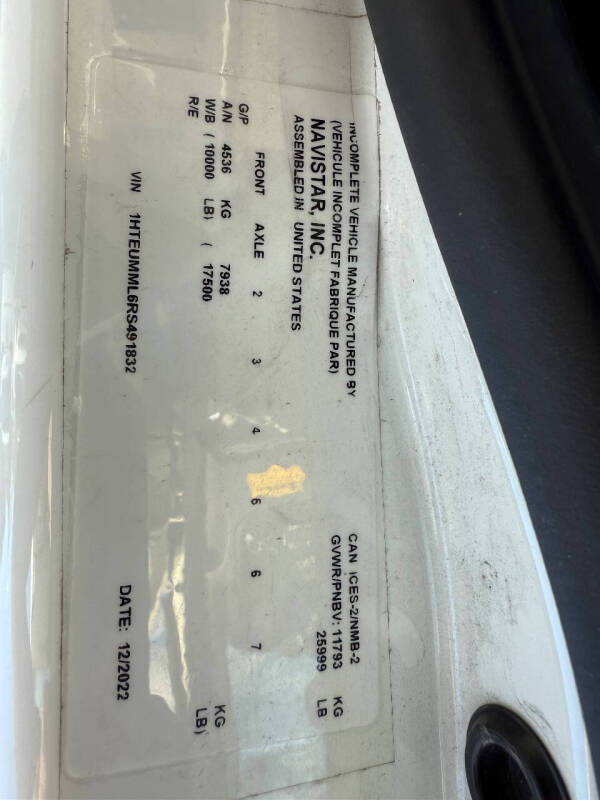 INCOMPLETE VEHICLE MANUFACTURED BY
(VEHICULE INCOMPLET FABRIQUE PAR)
NAVISTAR, INC.
ASSEMBLED IN UNITED STATES
CAN ICES-2/NMB-2
GVWR/PNBV: 11793 KG
25999 LB
FRONT AXLE 2 3 4 5 6 7
G/P
A/N 4536 KG 7938 KG
W/B ( 10000 LB) ( 17500 LB)
R/E
VIN 1HTEUMML6RS491832 DATE: 12/2022